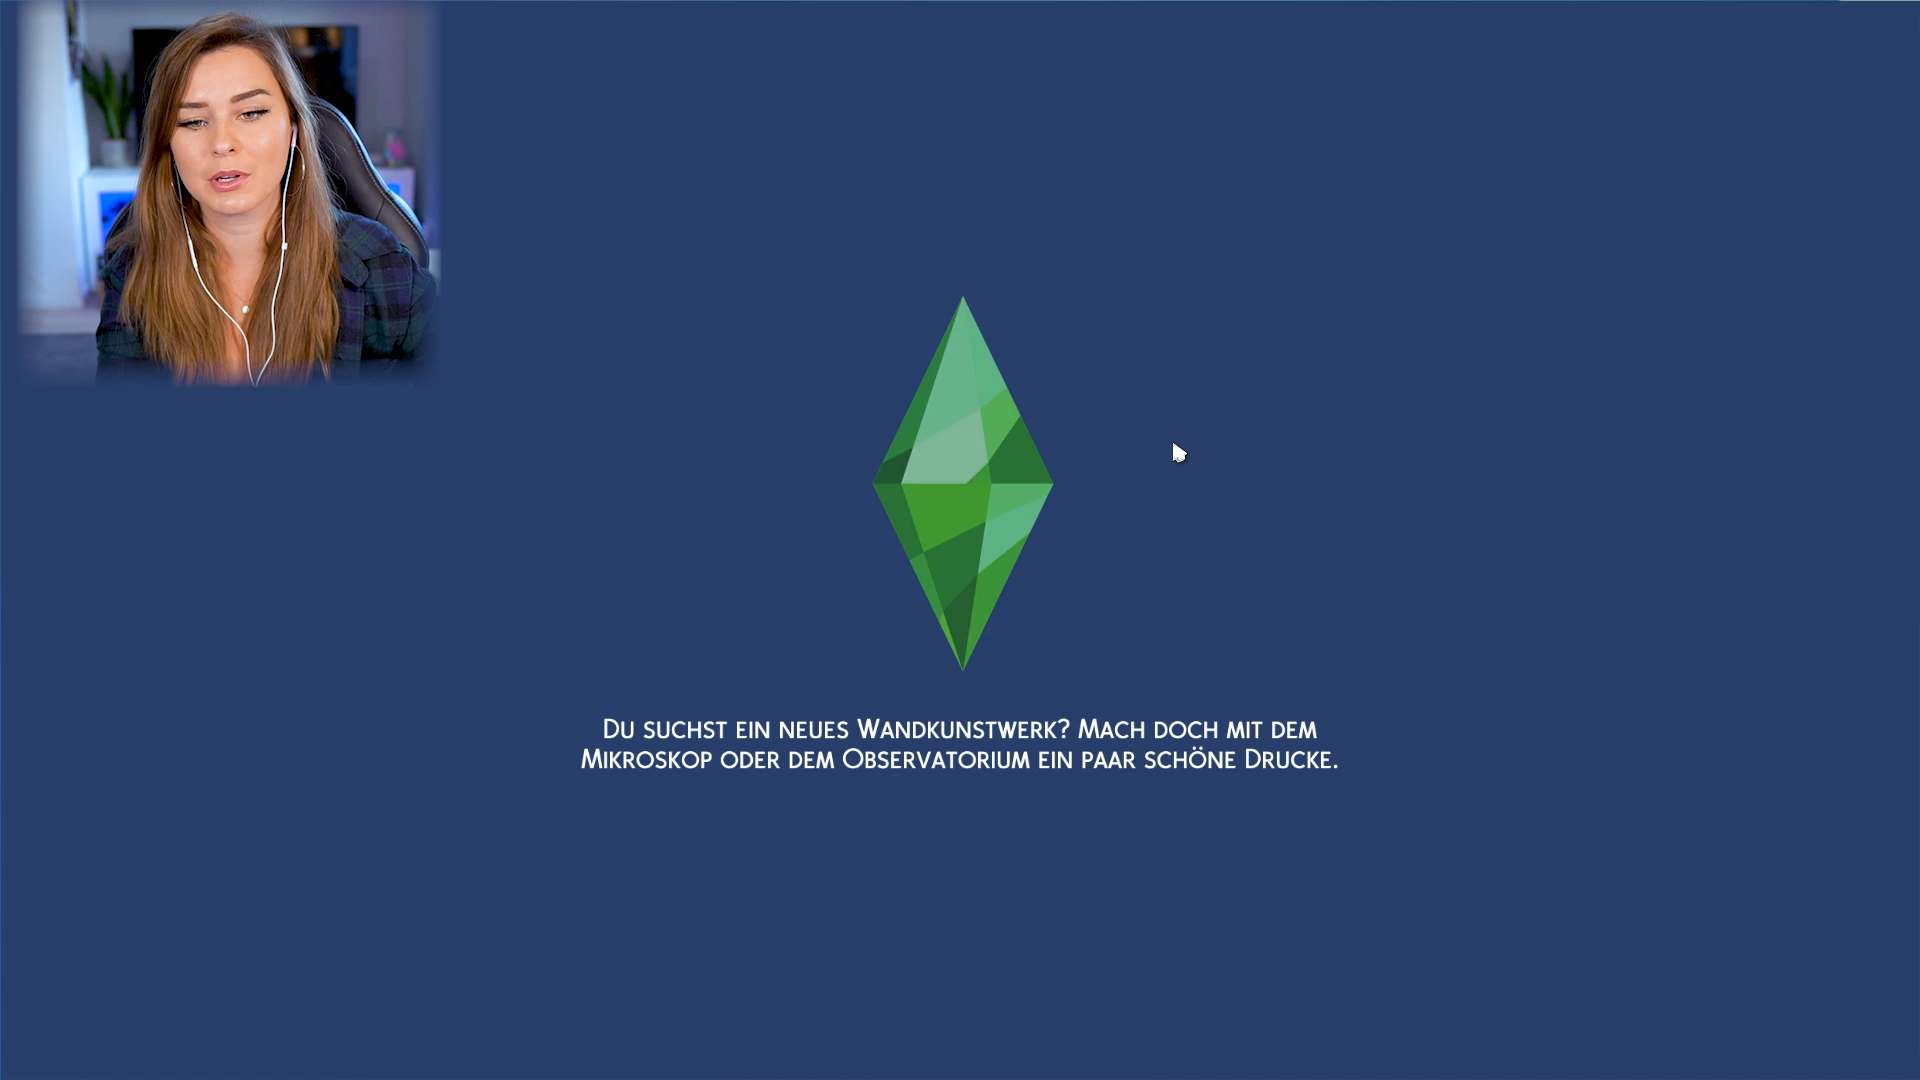 Du suchst ein neues Wandkunstwerk? Mach doch mit dem
Mikroskop oder dem Observatorium ein paar schöne Drucke.